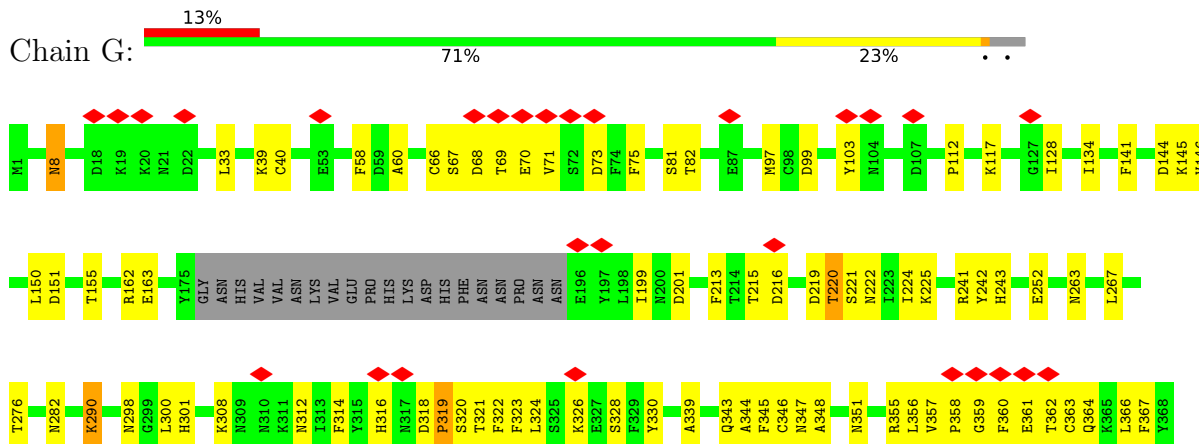 13%
Chain G:
71% 23% • •
M1 N8 D18 K19 K20 N21 D22 L33 K39 C40 E53 F58 D59 A60 C66 S67 D68 T69 E70 V71 S72 D73 F74 F75 S81 T82 E87 M97 C98 D99 Y103 N104 D107 P112 K117 G127 I128 I134 F141 D144 K145
L150 D151 T155 R162 E163 Y175 GLY ASN HIS VAL VAL ASN LYS VAL GLU PRO HIS LYS ASP HIS PHE ASN ASN PRO ASN ASN E196 Y197 L198 I199 N200 D201 F213 T214 T215 D216 D219 T220 S221 N222 I223 I224 K225 R241 Y242 H243 E252 N263 L267
T276 N282 K290 N298 G299 L300 H301 K308 N309 N310 K311 N312 I313 F314 Y315 H316 N317 D318 P319 S320 T321 F322 F323 L324 S325 K326 E327 S328 F329 Y330 A339 Q343 A344 F345 C346 N347 A348 N351 R355 L356 V357 P358 G359 F360 E361 T362 C363 Q364 K365 L366 F367 Y368